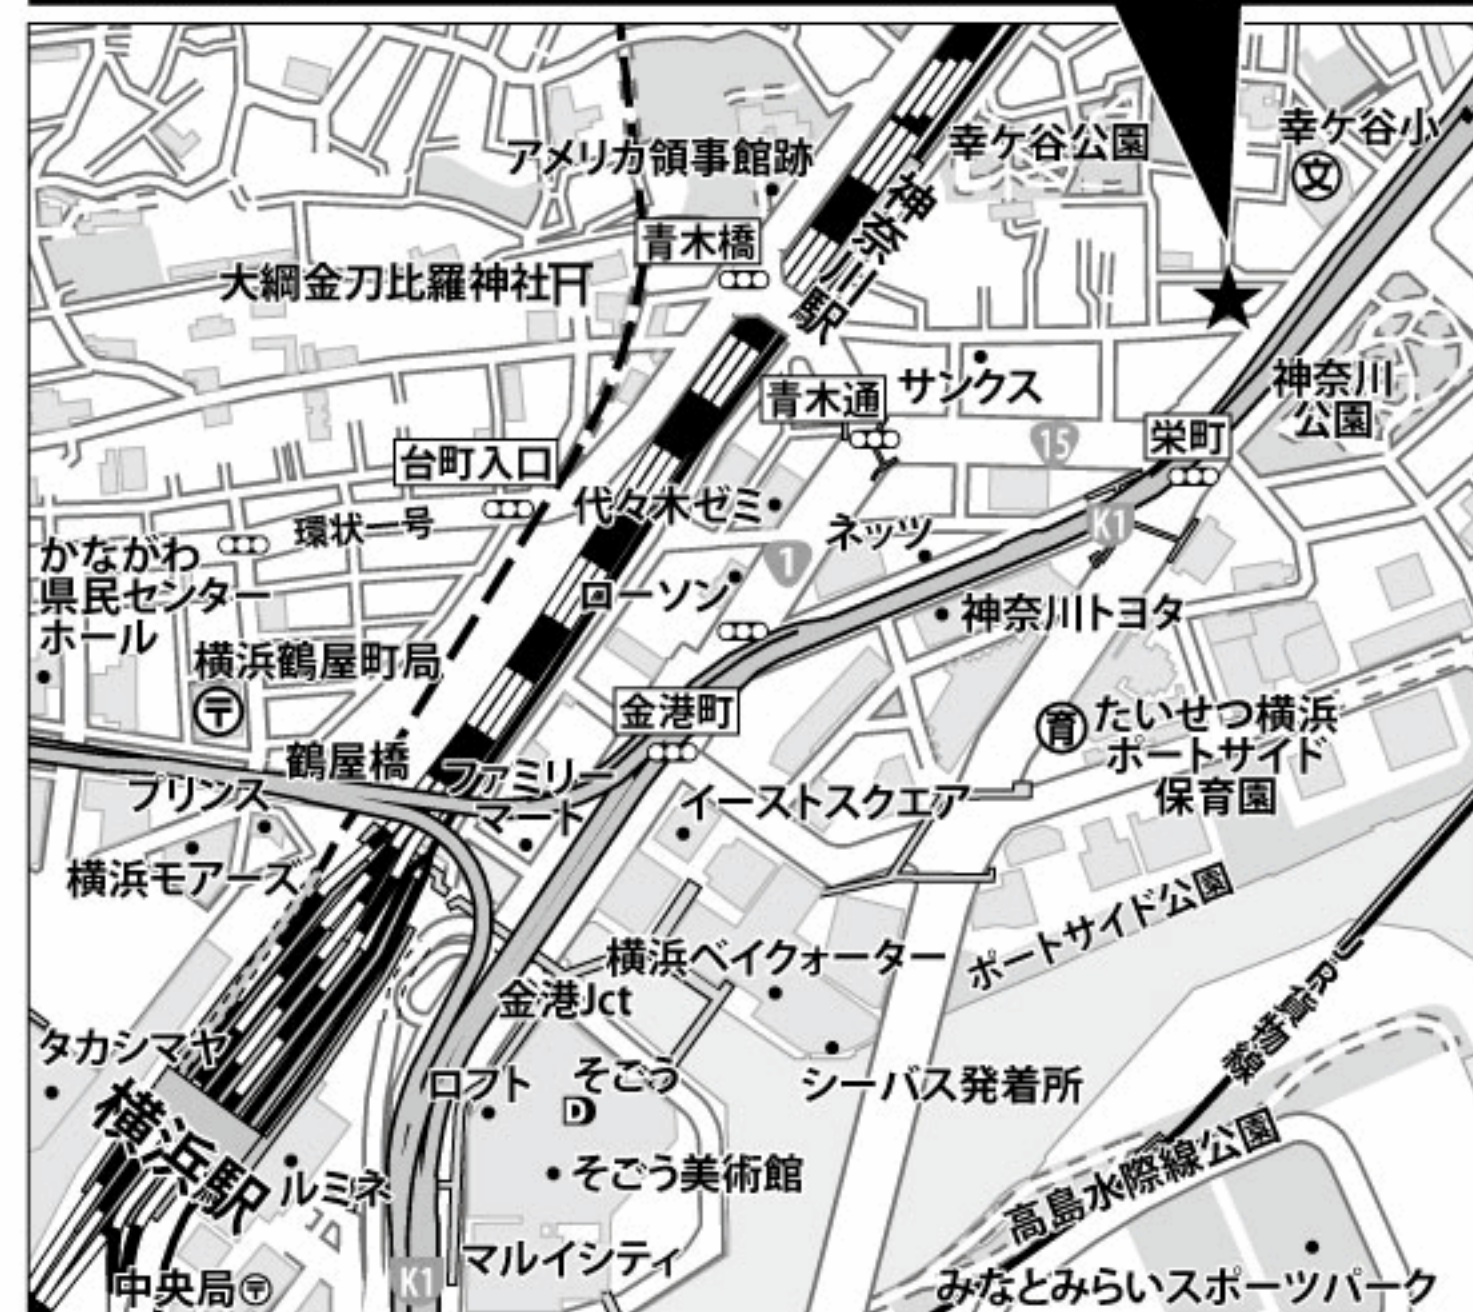 幸ケ谷小
文
幸ケ谷公園
アメリカ領事館跡
神奈川駅
青木橋
大綱金刀比羅神社
サンクス
青木通
神奈川
公園
栄町
15
台町入口
代々木ゼミ
環状一号
ネッツ
K1
かながわ
県民センター
ホール
1
ローソン
神奈川トヨタ
横浜鶴屋町局
〒
金港町
育
たいせつ横浜
ポートサイド
保育園
鶴屋橋
ファミリー
マート
プリンス
イーストスクエア
横浜モアーズ
ポートサイド公園
横浜ベイクォーター
金港Jct
JR貨物線
タカシマヤ
ロフト
そごう
D
シーバス発着所
横浜駅
ルミネ
そごう美術館
高島水際線公園
マルイシティ
K1
中央局〒
みなとみらいスポーツパーク